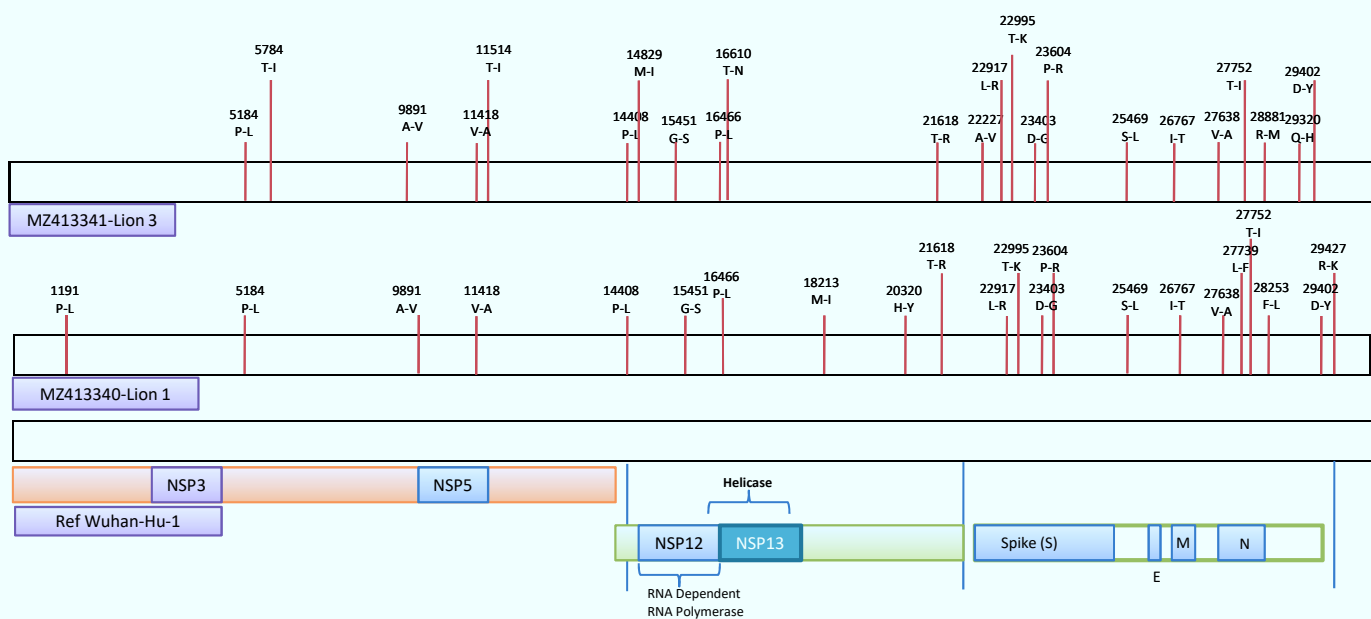 5184
P-L
5784
T-I
9891
A-V
11418
V-A
11514
T-I
14408
P-L
14829
M-I
15451
G-S
16466
P-L
16610
T-N
21618
T-R
22227
A-V
22917
L-R
22995
T-K
23403
D-G
23604
P-R
25469
S-L
26767
I-T
27638
V-A
27752
T-I
28881
R-M
29320
Q-H
29402
D-Y
MZ413341-Lion 3
1191
P-L
5184
P-L
9891
A-V
11418
V-A
14408
P-L
15451
G-S
16466
P-L
18213
M-I
20320
H-Y
21618
T-R
22917
L-R
22995
T-K
23403
D-G
23604
P-R
25469
S-L
26767
I-T
27638
V-A
27739
L-F
27752
T-I
28253
F-L
29402
D-Y
29427
R-K
MZ413340-Lion 1
NSP3
NSP5
Helicase
Ref Wuhan-Hu-1
NSP12
NSP13
Spike (S)
M
N
E
RNA Dependent
RNA Polymerase